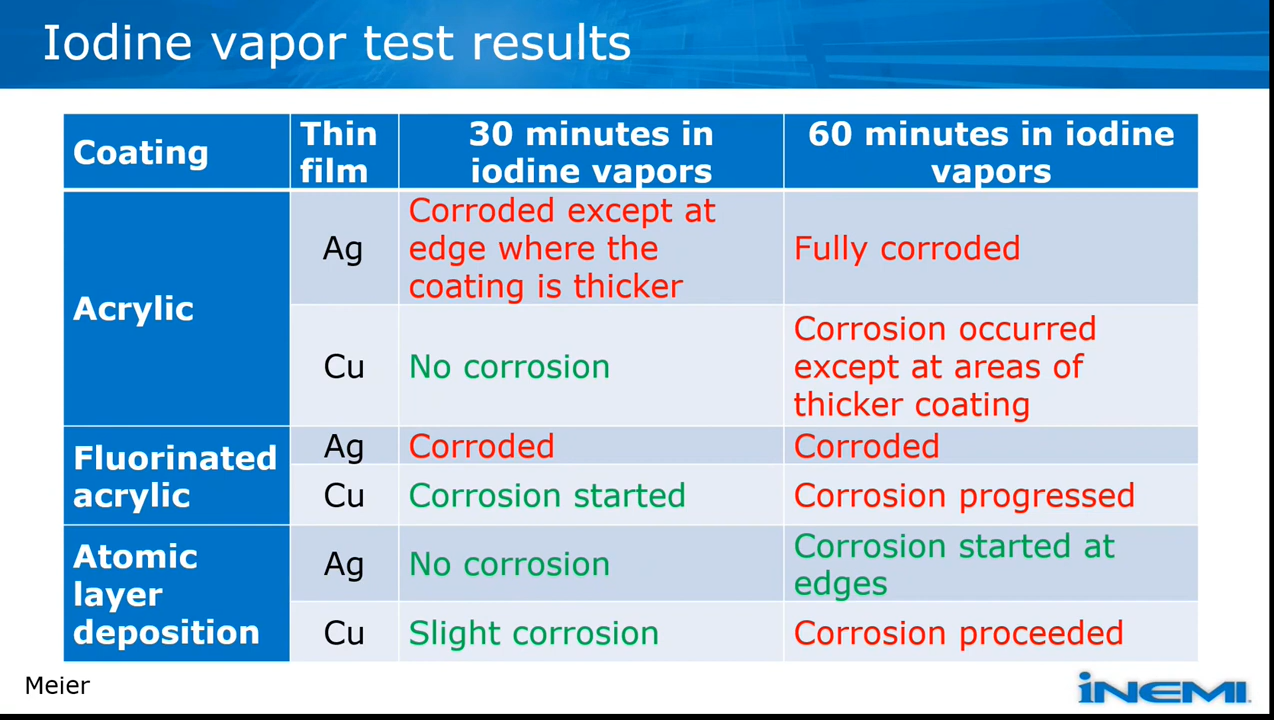 Iodine vapor test results
Coating
Thin
film
30 minutes in
iodine vapors
60 minutes in iodine
vapors
Acrylic
Ag
Corroded except at
edge where the
coating is thicker
Fully corroded
Cu
No corrosion
Corrosion occurred
except at areas of
thicker coating
Fluorinated
acrylic
Ag
Corroded
Corroded
Cu
Corrosion started
Corrosion progressed
Atomic
layer
deposition
Ag
No corrosion
Corrosion started at
edges
Cu
Slight corrosion
Corrosion proceeded
Meier
iNEMI